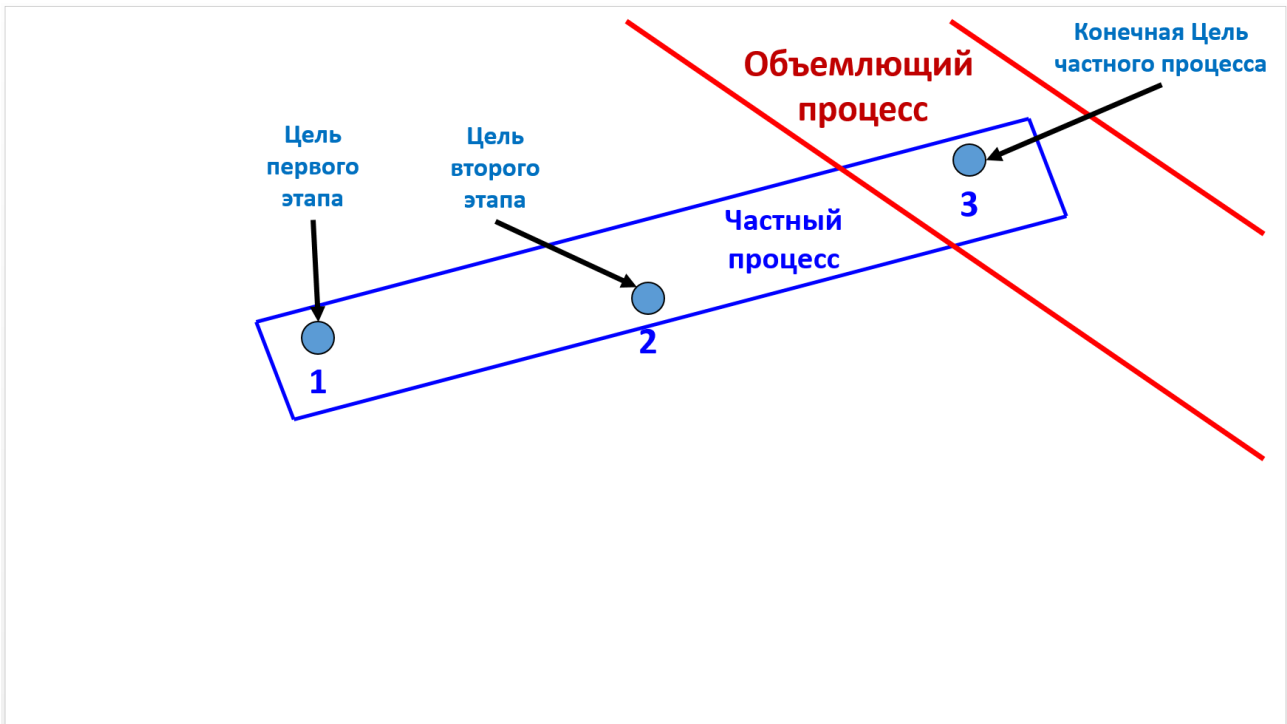 Конечная Цель
частного процесса
Объемлющий
процесс
Цель
первого
этапа
Цель
второго
этапа
Частный
процесс
3
2
1